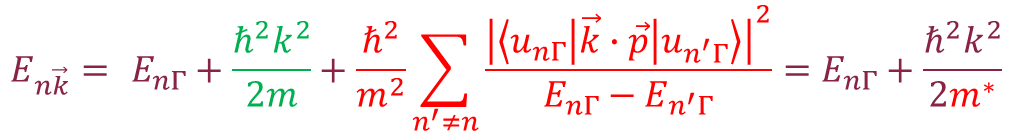 $E_{n\vec{k}} = E_{n\Gamma} + \frac{\hbar^2 k^2}{2m} + \frac{\hbar^2}{m^2} \sum_{n' \neq n} \frac{\left|\langle u_{n\Gamma} | \vec{k} \cdot \vec{p} | u_{n'\Gamma} \rangle\right|^2}{E_{n\Gamma} - E_{n'\Gamma}} = E_{n\Gamma} + \frac{\hbar^2 k^2}{2m^*}$